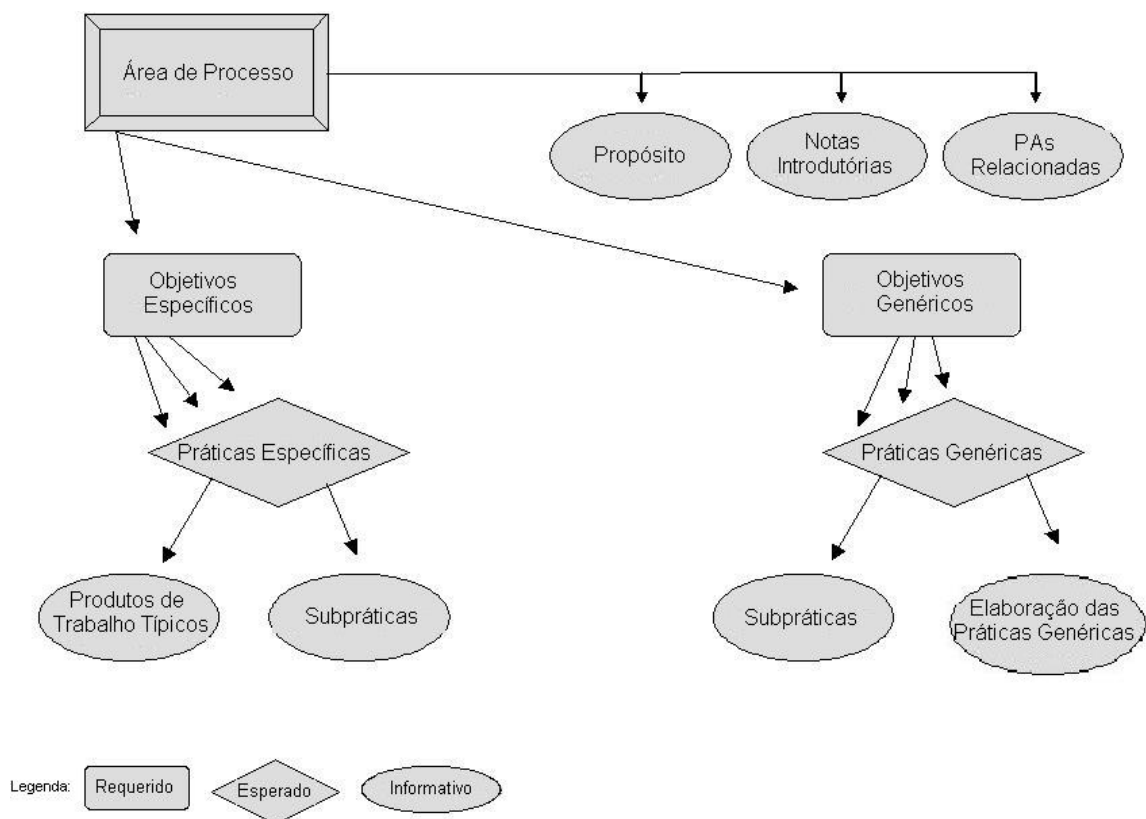 Área de Processo
Propósito
Notas
Introdutórias
PAs
Relacionadas
Objetivos
Específicos
Objetivos
Genéricos
Práticas Específicas
Práticas Genéricas
Produtos de
Trabalho Típicos
Subpráticas
Subpráticas
Elaboração das
Práticas Genéricas
Legenda:
Requerido
Esperado
Informativo